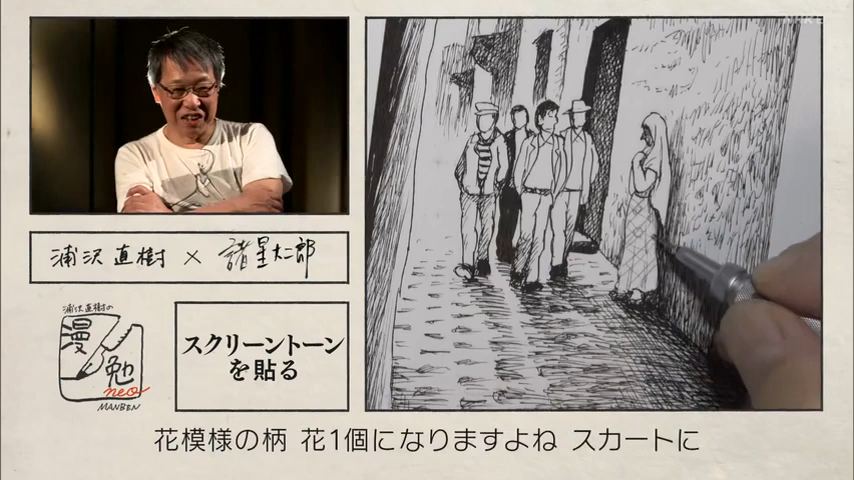 NHK
浦沢直樹 × 諸星大二郎
浦沢直樹の
漫勉
neo
MANBEN
スクリーントーン
を貼る
花模様の柄 花1個になりますよね スカートに